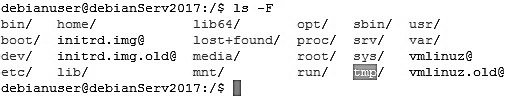 debianuser@debianServ2017:/$ ls -F
bin/ home/ lib64/ opt/ sbin/ usr/
boot/ initrd.img@ lost+found/ proc/ srv/ var/
dev/ initrd.img.old@ media/ root/ sys/ vmlinuz@
etc/ lib/ mnt/ run/ tmp/ vmlinuz.old@
debianuser@debianServ2017:/$